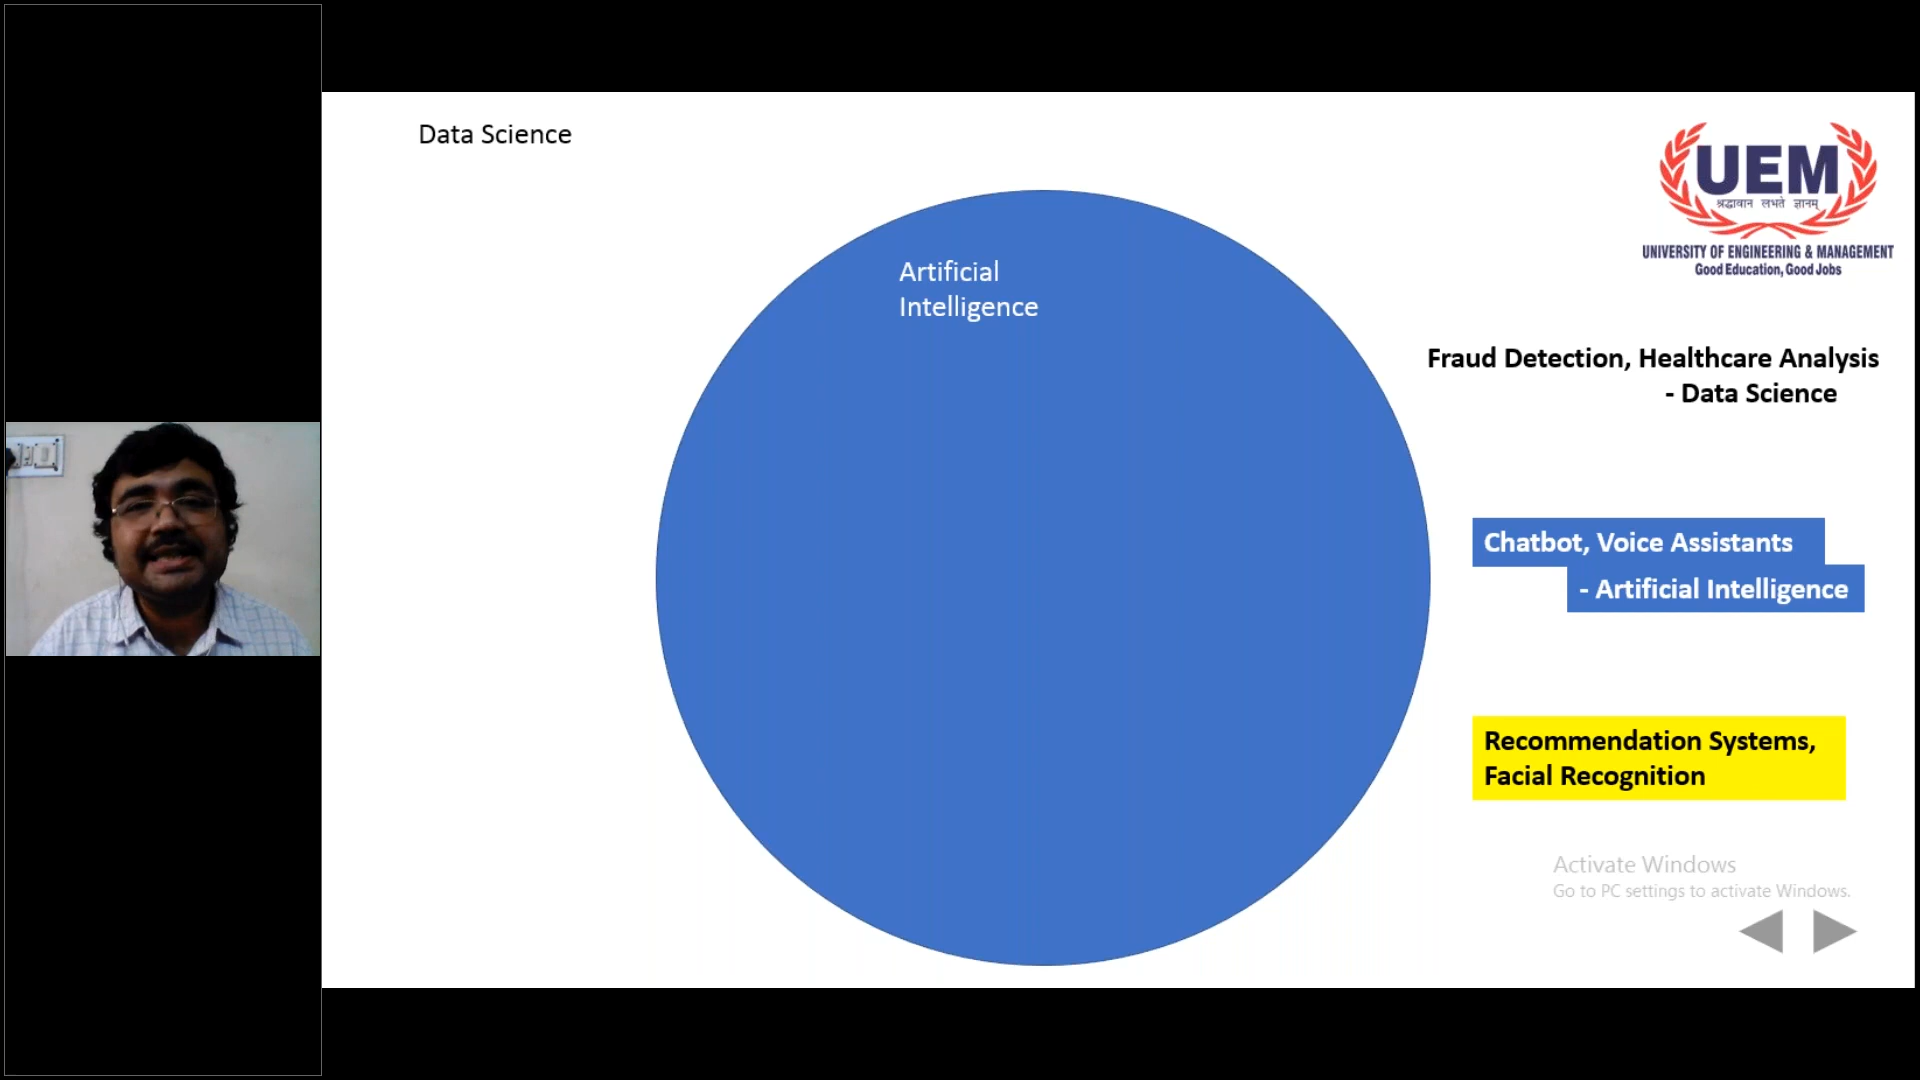 Data Science
UEM
श्रद्धावान लभते ज्ञानम्
UNIVERSITY OF ENGINEERING & MANAGEMENT
Good Education, Good Jobs
Artificial
Intelligence
Fraud Detection, Healthcare Analysis
- Data Science
Chatbot, Voice Assistants
- Artificial Intelligence
Recommendation Systems,
Facial Recognition
Activate Windows
Go to PC settings to activate Windows.